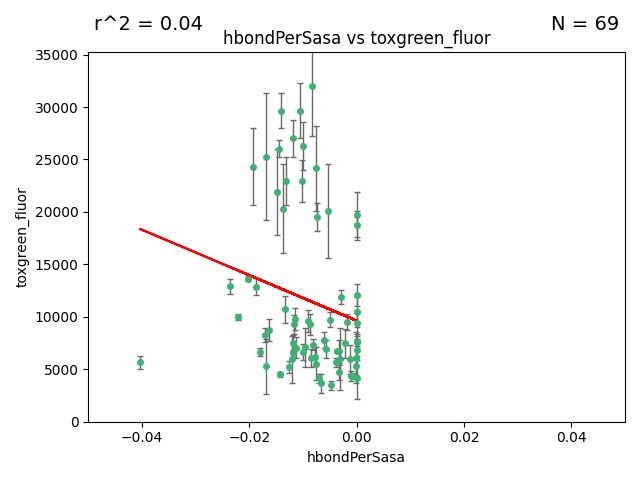 r^2 = 0.04
N = 69
hbondPerSasa vs toxgreen_fluor
35000
30000
25000
20000
15000
10000
5000
0
toxgreen_fluor
−0.04
−0.02
0.00
0.02
0.04
hbondPerSasa